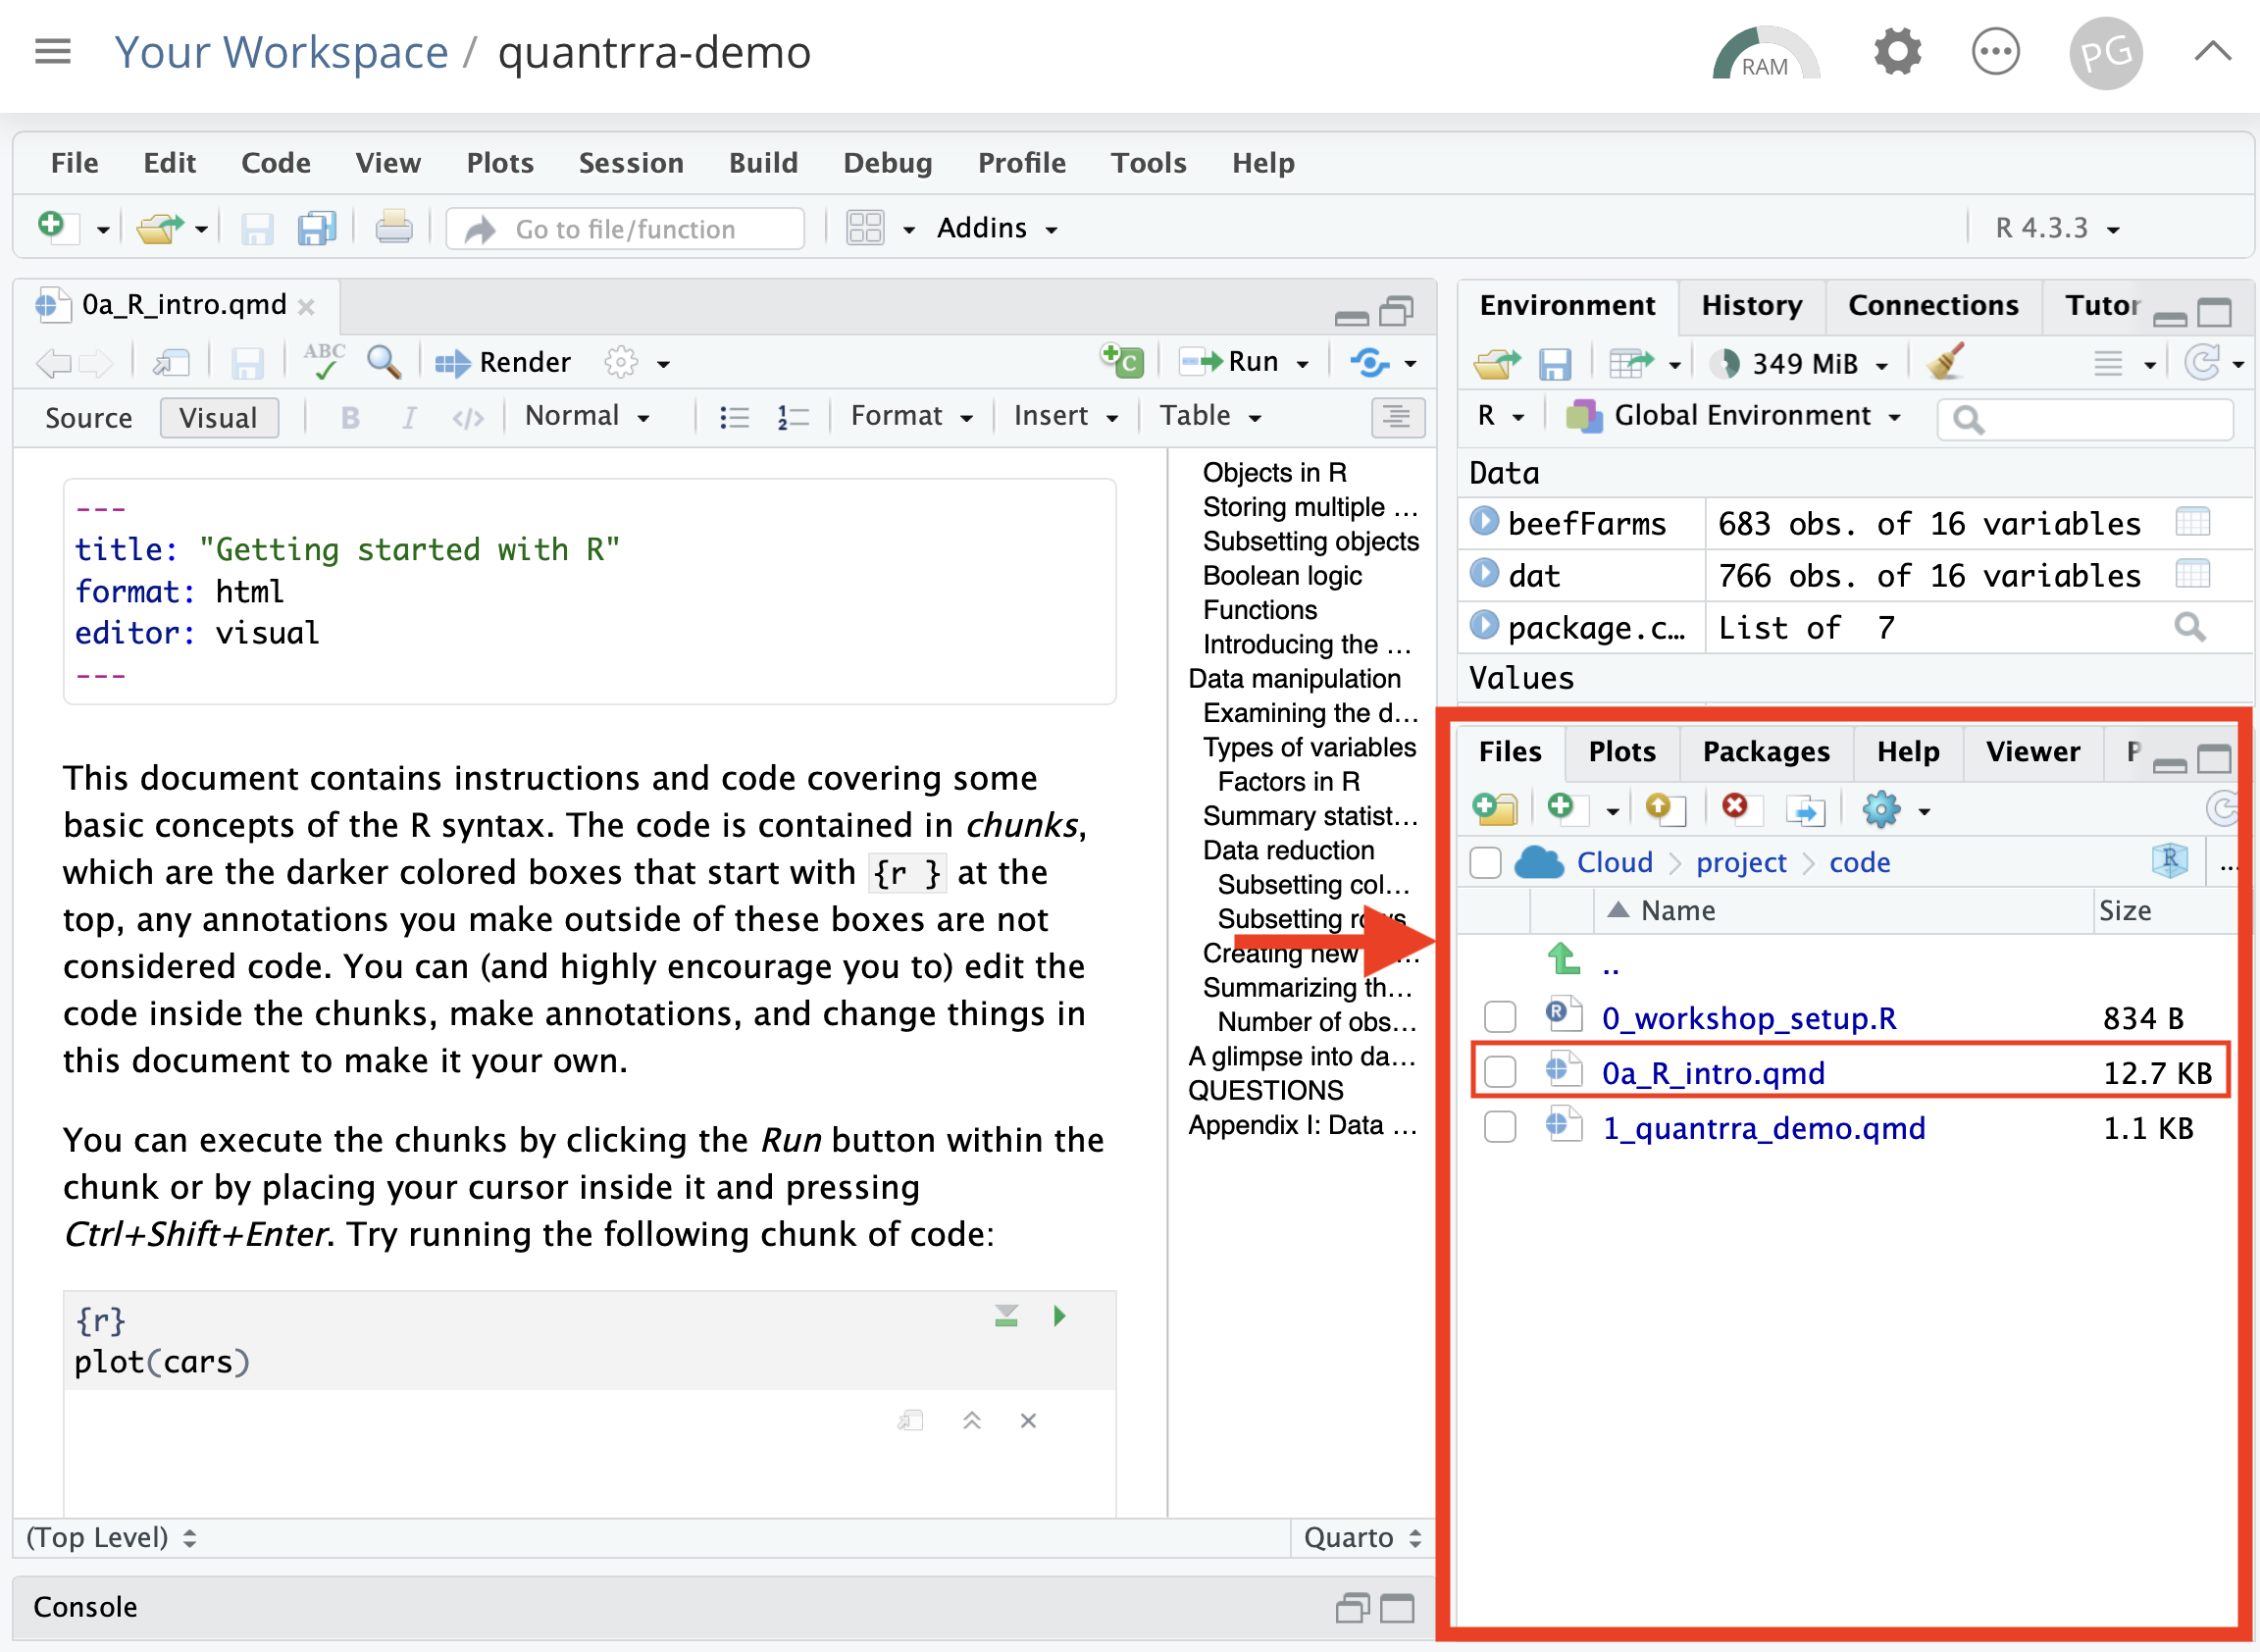 Your Workspace / quantrra-demo
RAM
PG
File Edit Code View Plots Session Build Debug Profile Tools Help
Go to file/function
Addins
R 4.3.3
0a_R_intro.qmd
ABC
Render
C
Run
Source Visual B I </> Normal Format Insert Table
---
title: "Getting started with R"
format: html
editor: visual
---
This document contains instructions and code covering some
basic concepts of the R syntax. The code is contained in chunks,
which are the darker colored boxes that start with {r } at the
top, any annotations you make outside of these boxes are not
considered code. You can (and highly encourage you to) edit the
code inside the chunks, make annotations, and change things in
this document to make it your own.
You can execute the chunks by clicking the Run button within the
chunk or by placing your cursor inside it and pressing
Ctrl+Shift+Enter. Try running the following chunk of code:
{r}
plot(cars)
(Top Level)
Quarto
Console
Objects in R
Storing multiple …
Subsetting objects
Boolean logic
Functions
Introducing the …
Data manipulation
Examining the d…
Types of variables
Factors in R
Summary statist…
Data reduction
Subsetting col…
Subsetting rows
Creating new …
Summarizing th…
Number of obs…
A glimpse into da…
QUESTIONS
Appendix I: Data …
Environment History Connections Tutor
349 MiB
R Global Environment
Data
beefFarms 683 obs. of 16 variables
dat 766 obs. of 16 variables
package.c… List of 7
Values
Files Plots Packages Help Viewer P
Cloud project code
R
...
Name Size
..
0_workshop_setup.R 834 B
0a_R_intro.qmd 12.7 KB
1_quantrra_demo.qmd 1.1 KB